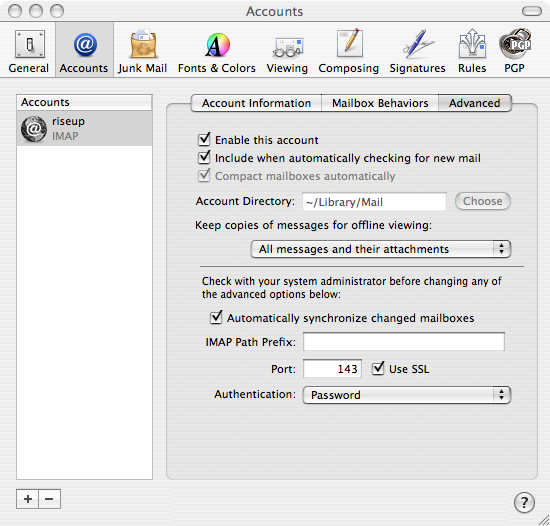 Accounts
General
Accounts
Junk Mail
Fonts & Colors
Viewing
Composing
Signatures
Rules
PGP
PGP
Accounts
riseup
IMAP
Account Information
Mailbox Behaviors
Advanced
Enable this account
Include when automatically checking for new mail
Compact mailboxes automatically
Account Directory: ~/Library/Mail Choose
Keep copies of messages for offline viewing:
All messages and their attachments
Check with your system administrator before changing any of
the advanced options below:
Automatically synchronize changed mailboxes
IMAP Path Prefix:
Port: 143 Use SSL
Authentication: Password
+ − ?